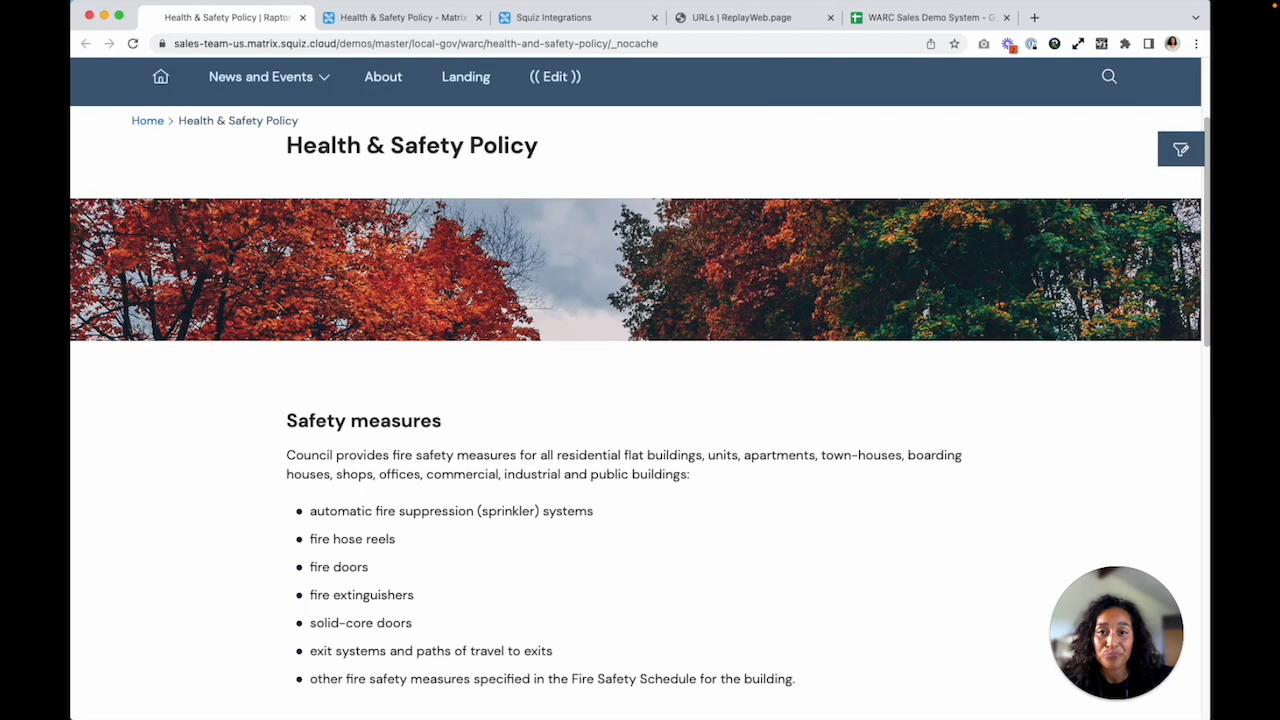 Health & Safety Policy | Raptor
Health & Safety Policy - Matrix
Squiz Integrations
URLs | ReplayWeb.page
WARC Sales Demo System - G
sales-team-us.matrix.squiz.cloud/demos/master/local-gov/warc/health-and-safety-policy/_nocache
News and Events
About
Landing
(( Edit ))
Home > Health & Safety Policy
Health & Safety Policy
Safety measures
Council provides fire safety measures for all residential flat buildings, units, apartments, town-houses, boarding
houses, shops, offices, commercial, industrial and public buildings:
automatic fire suppression (sprinkler) systems
fire hose reels
fire doors
fire extinguishers
solid-core doors
exit systems and paths of travel to exits
other fire safety measures specified in the Fire Safety Schedule for the building.